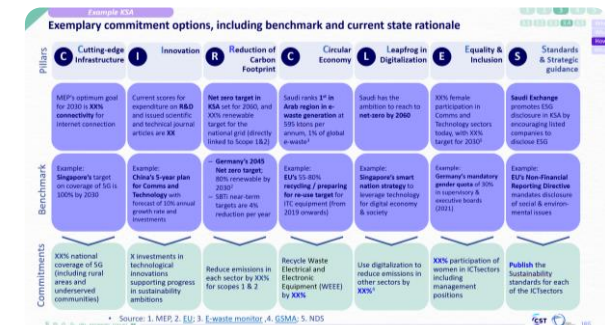 Example KSA
Exemplary commitment options, including benchmark and current state rationale
Pillars
C
Cutting-edge
Infrastructure
I
Innovation
R
Reduction of
Carbon
Footprint
C
Circular
Economy
L
Leapfrog in
Digitalization
E
Equality &
Inclusion
S
Standards
& Strategic
guidance
MEP's optimum goal
for 2030 is XX%
connectivity for
internet connection
Current scores for
expenditure on R&D
and issued scientific
and technical journal
articles are XX
Net zero target in
KSA set for 2060, and
XX% renewable
target for the
national grid (directly
linked to Scope 1&2)
Saudi ranks 1st in
Arab region in e-
waste generation at
595 ktons per
annum, 1% of global
e-waste³
Saudi has the
ambition to reach to
net-zero by 2060
XX% female
participation in
Comms and
Technology sectors
today, with XX%
target for 2030⁵
Saudi Exchange
promotes ESG
disclosure in KSA by
encouraging listed
companies to
disclose ESG
Benchmark
Example:
Singapore's target
on coverage of 5G is
100% by 2030
Example:
China's 5-year plan
for Comms and
Technology with
forecast of 10% annual
growth rate and
investments
– Germany's 2045
Net zero target;
80% renewable by
2030²
– SBTi near-term
targets are 4%
reduction per year
Example:
EU's 55-80%
recycling / preparing
for re-use target for
ITC equipment (from
2019 onwards)
Example:
Singapore's smart
nation strategy to
leverage technology
for digital economy
& society
Example:
Germany's mandatory
gender quota of 30%
in supervisory &
executive boards
(2021)
Example:
EU's Non-Financial
Reporting Directive
mandates disclosure
of social & environ-
mental issues
Commitments
XX% national
coverage of 5G
(including rural
areas and
underserved
communities)
X investments in
technological
innovations
supporting progress
in sustainability
ambitions
Reduce emissions in
each sector by XX%
for scopes 1 & 2
Recycle Waste
Electrical and
Electronic
Equipment (WEEE)
by XX%
Use digitalization to
reduce emissions in
other sectors by
XX%⁴
XX% participation of
women in ICTsectors
including
management
positions
Publish the
Sustainability
standards for each
of the ICTsectors
• Source: 1. MEP, 2. EU; 3. E-waste monitor ,4. GSMA; 5. NDS
CST